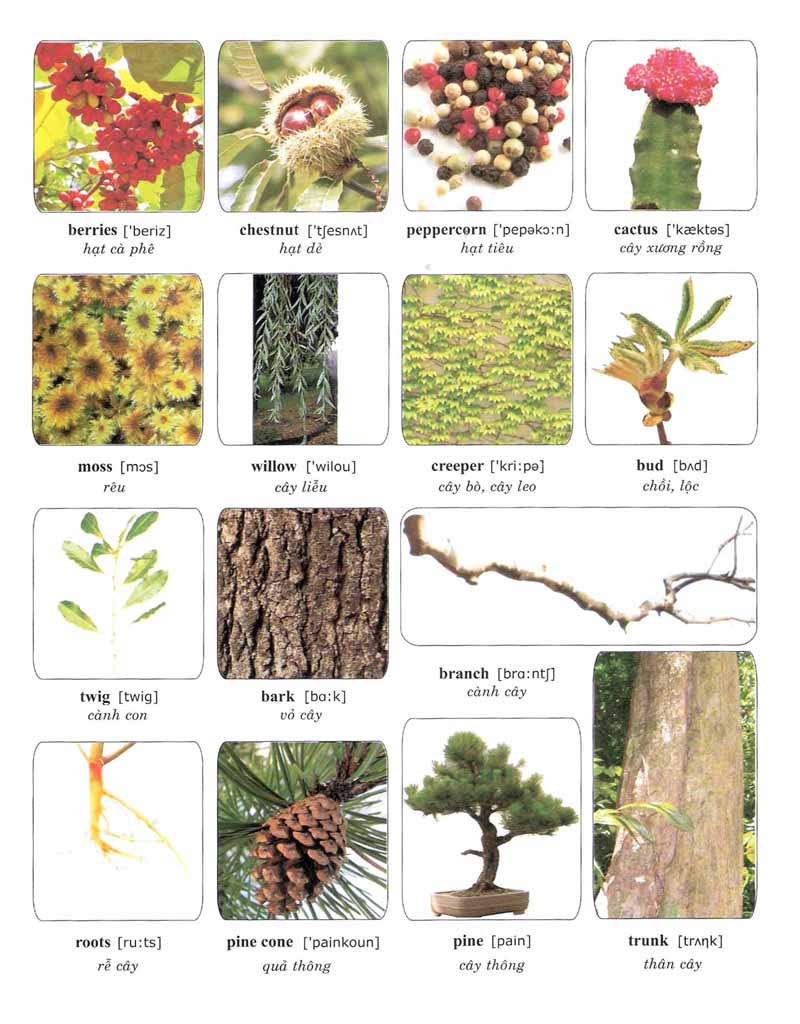 berries ['beriz]
hạt cà phê
chestnut ['tʃesnʌt]
hạt dẻ
peppercorn ['pepəkɔ:n]
hạt tiêu
cactus ['kæktəs]
cây xương rồng
moss [mɔs]
rêu
willow ['wilou]
cây liễu
creeper ['kri:pə]
cây bò, cây leo
bud [bʌd]
chồi, lộc
twig [twig]
cành con
bark [bɑ:k]
vỏ cây
branch [brɑ:ntʃ]
cành cây
roots [ru:ts]
rễ cây
pine cone ['painkoun]
quả thông
pine [pain]
cây thông
trunk [trʌηk]
thân cây